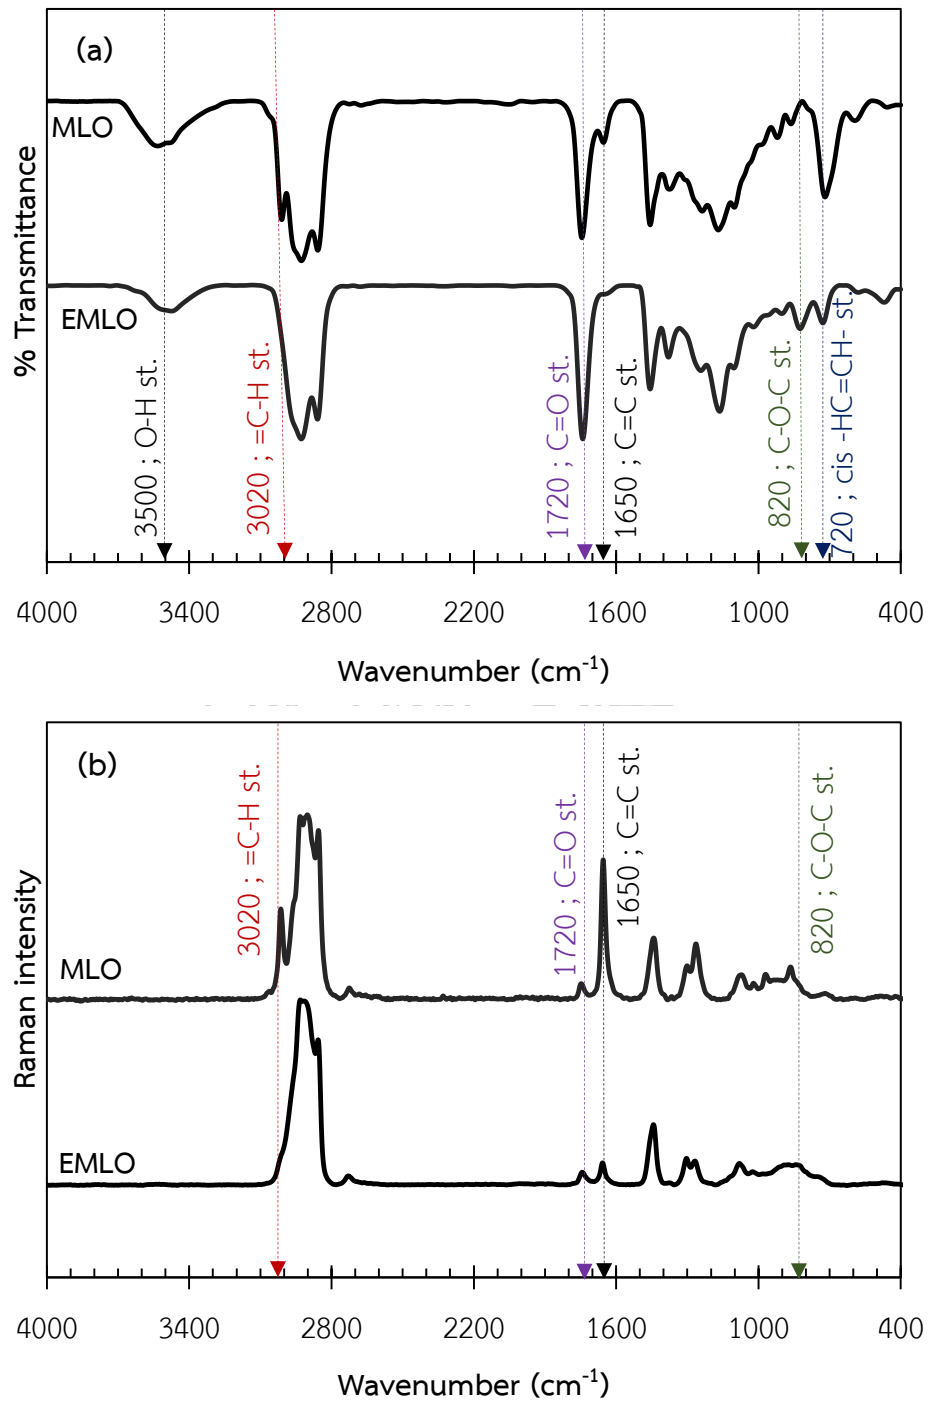 (a)
MLO
EMLO
% Transmittance
3500 ; O-H st.
3020 ; =C-H st.
1720 ; C=O st.
1650 ; C=C st.
820 ; C-O-C st.
720 ; cis -HC=CH- st.
4000 3400 2800 2200 1600 1000 400
Wavenumber (cm⁻¹)
(b)
3020 ; =C-H st.
1720 ; C=O st.
1650 ; C=C st.
820 ; C-O-C st.
MLO
EMLO
Raman intensity
4000 3400 2800 2200 1600 1000 400
Wavenumber (cm⁻¹)